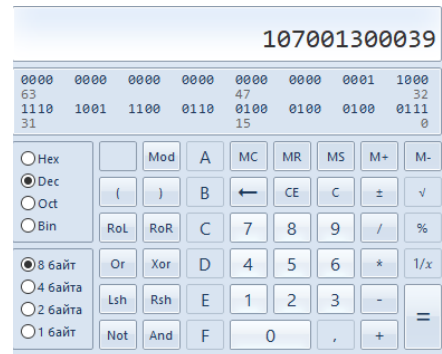 107001300039
0000 0000 0000 0000 0000 0000 0001 1000
63 47 32
1110 1001 1100 0110 0100 0100 0100 0111
31 15 0
Hex Mod A MC MR MS M+ M-
Dec ( ) B ← CE C ± √
Oct
Bin RoL RoR C 7 8 9 / %
8 байт Or Xor D 4 5 6 * 1/x
4 байта Lsh Rsh E 1 2 3 - =
2 байта
1 байт Not And F 0 , +